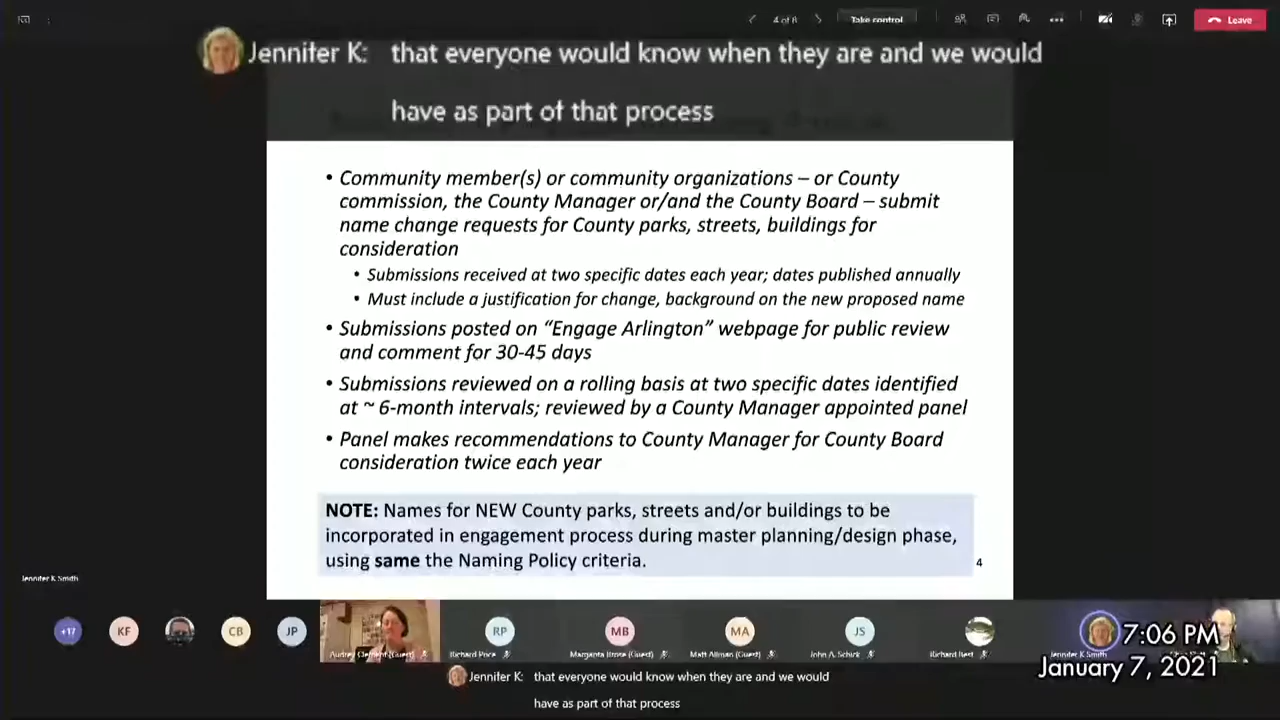 4 of 8
Take control
Leave
Jennifer K: that everyone would know when they are and we would
have as part of that process
• Community member(s) or community organizations – or County
commission, the County Manager or/and the County Board – submit
name change requests for County parks, streets, buildings for
consideration
• Submissions received at two specific dates each year; dates published annually
• Must include a justification for change, background on the new proposed name
• Submissions posted on “Engage Arlington” webpage for public review
and comment for 30-45 days
• Submissions reviewed on a rolling basis at two specific dates identified
at ~ 6-month intervals; reviewed by a County Manager appointed panel
• Panel makes recommendations to County Manager for County Board
consideration twice each year
NOTE: Names for NEW County parks, streets and/or buildings to be
incorporated in engagement process during master planning/design phase,
using same the Naming Policy criteria.
4
Jennifer K Smith
+17 KF CB JP RP MB MA JS
Audrey Clement (Guest) Richard Price (Guest) Matt Allman (Guest) John A. Schick Richard Best Jennifer K Smith
7:06 PM
January 7, 2021
Jennifer K: that everyone would know when they are and we would
have as part of that process